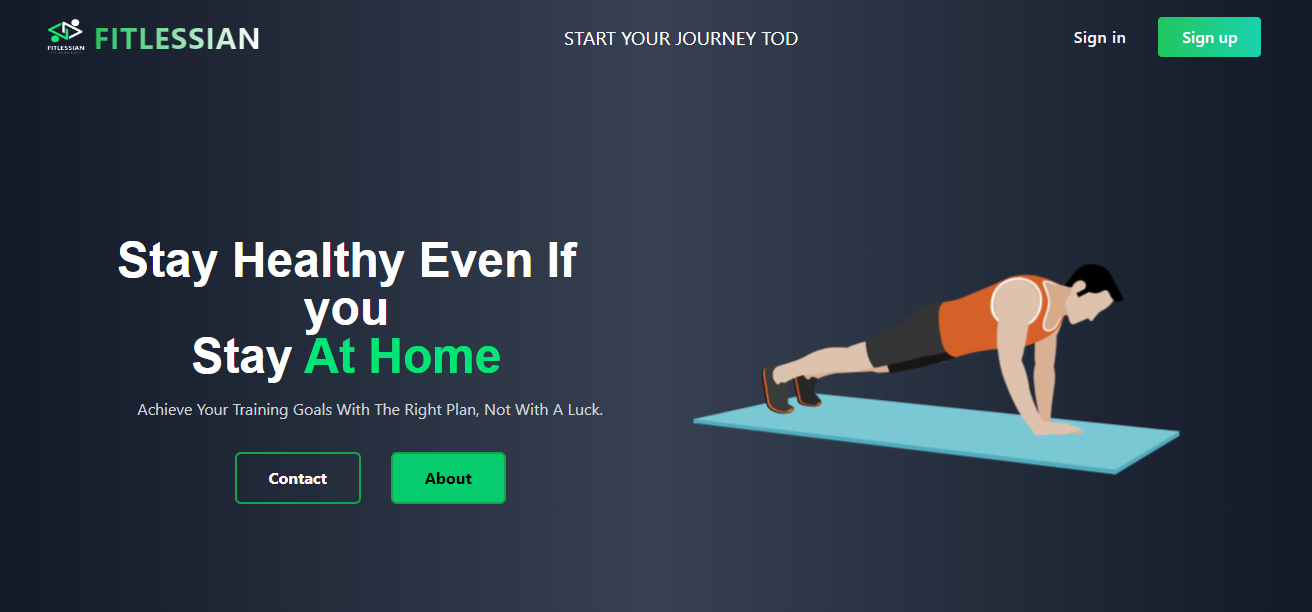 FITLESSIAN
FITLESSIAN
START YOUR JOURNEY TOD
Sign in
Sign up
Stay Healthy Even If
you
Stay At Home
Achieve Your Training Goals With The Right Plan, Not With A Luck.
Contact
About